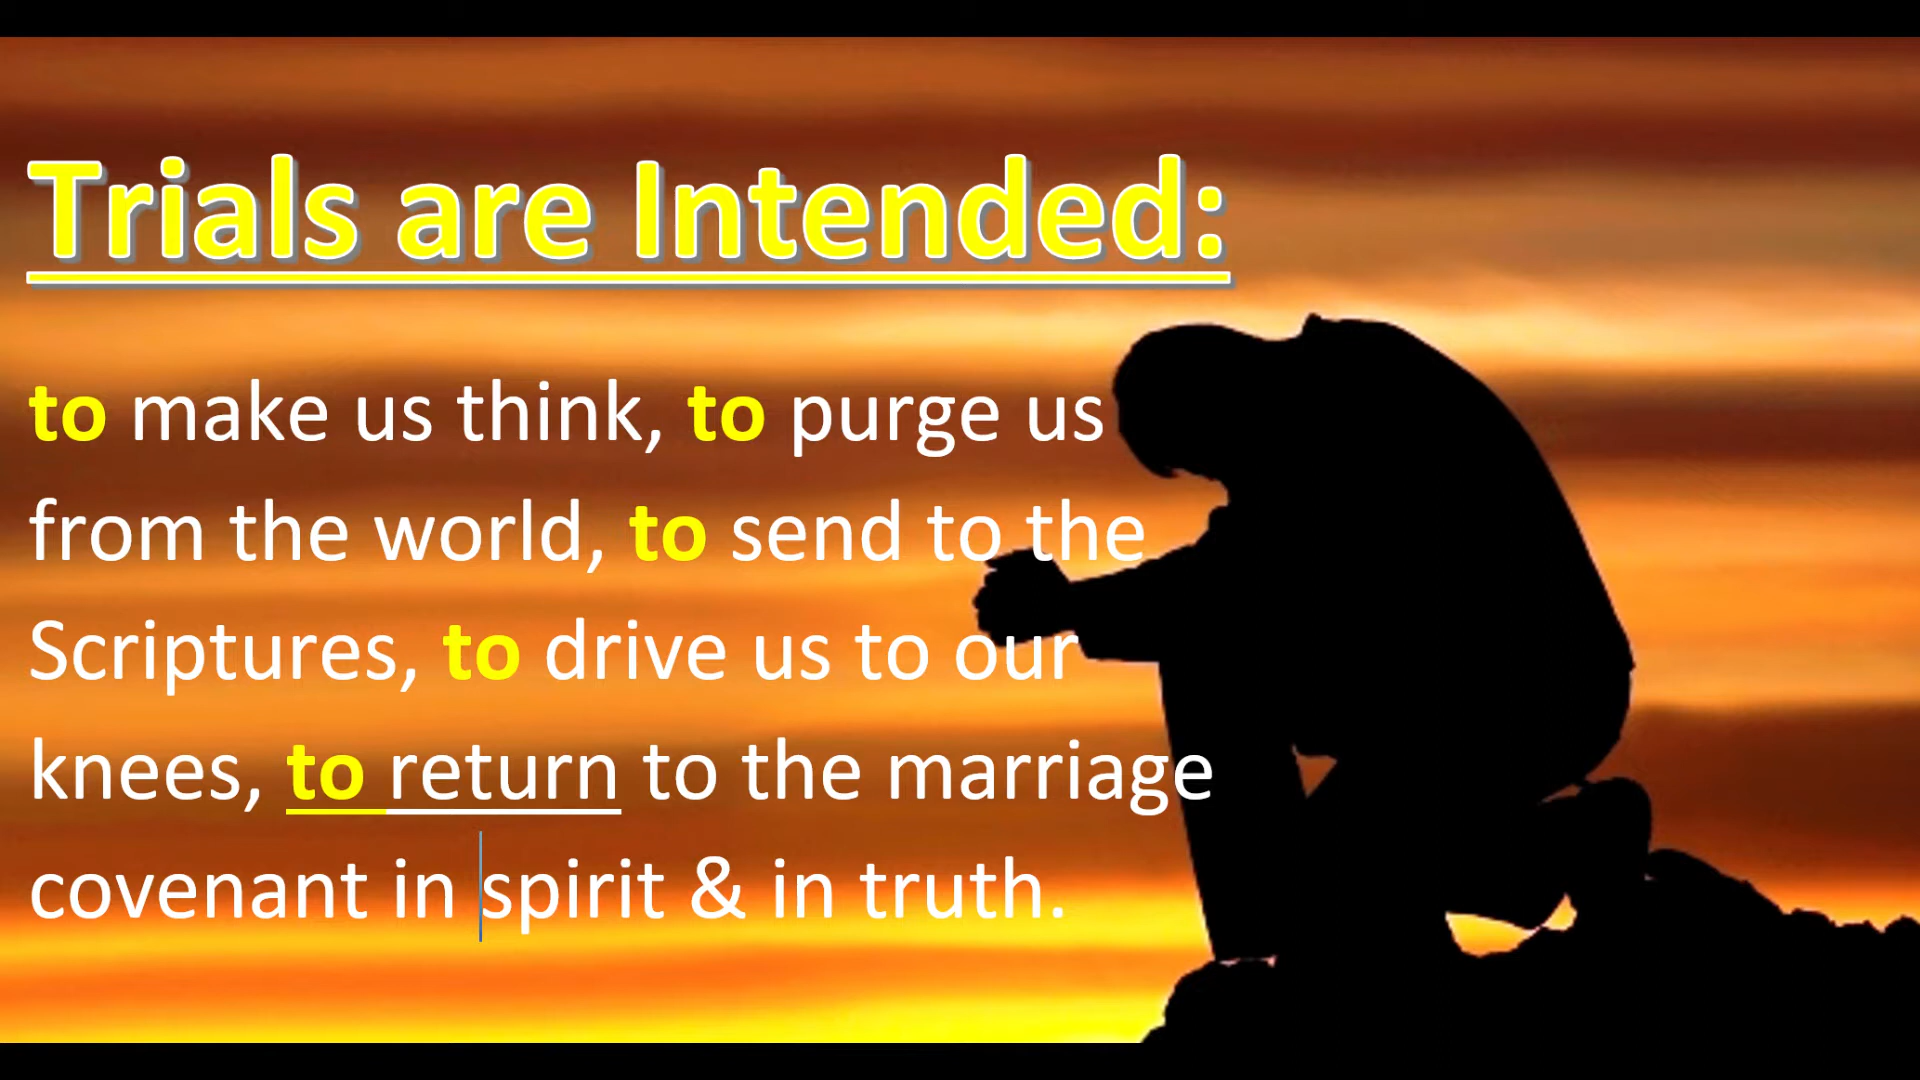 Trials are Intended:
to make us think, to purge us
from the world, to send to the
Scriptures, to drive us to our
knees, to return to the marriage
covenant in spirit & in truth.